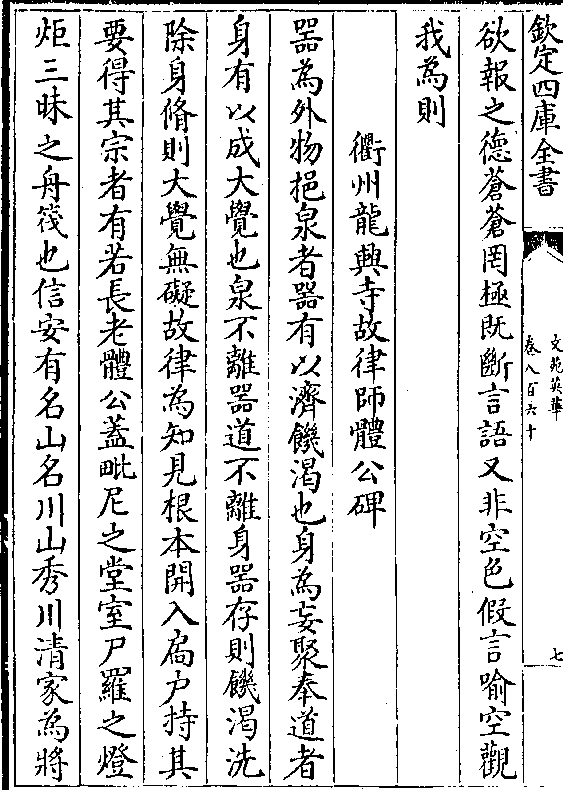 欽定四庫全書
文苑英華
卷八百六十
七
欲報之德蒼蒼罔極既斷言語又非空色假言喻空觀
我為則
衢州龍興寺故律師體公碑
器為外物挹泉者器有以濟饑渴也身為妄聚奉道者
身有以成大覺也泉不離器道不離身器存則饑渴洗
除身脩則大覺無礙故律為知見根本開入扃户持其
要得其宗者有若長老體公蓋毗尼之堂室尸羅之燈
炬三昧之舟筏也信安有名山名川山秀川清家為將